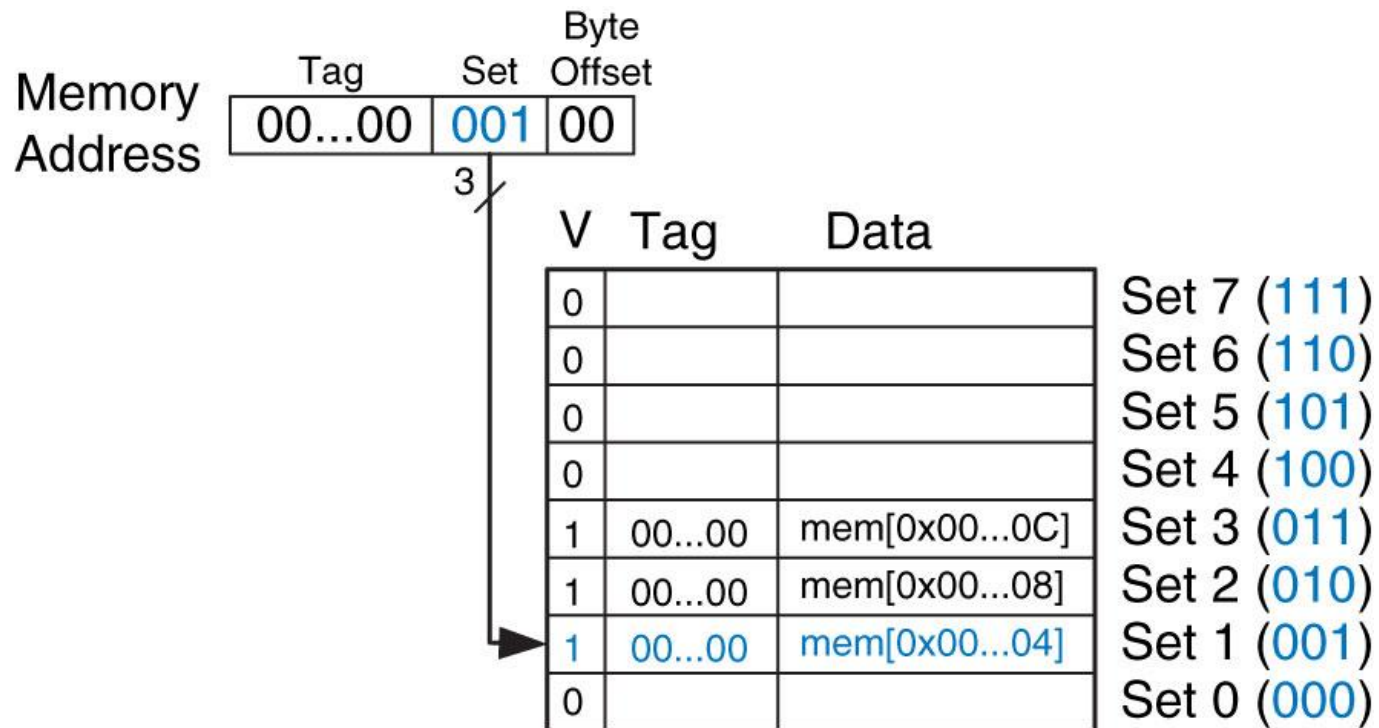 Byte
Tag Set Offset
Memory Address
00...00 001 00
3
V Tag Data
0 Set 7 (111)
0 Set 6 (110)
0 Set 5 (101)
0 Set 4 (100)
1 00...00 mem[0x00...0C] Set 3 (011)
1 00...00 mem[0x00...08] Set 2 (010)
1 00...00 mem[0x00...04] Set 1 (001)
0 Set 0 (000)